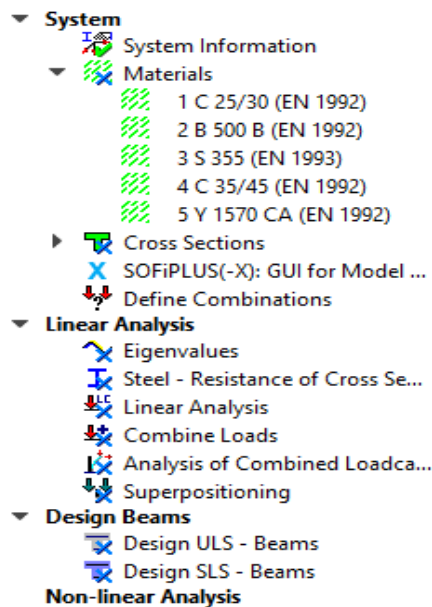 System
System Information
Materials
1 C 25/30 (EN 1992)
2 B 500 B (EN 1992)
3 S 355 (EN 1993)
4 C 35/45 (EN 1992)
5 Y 1570 CA (EN 1992)
Cross Sections
SOFiPLUS(-X): GUI for Model ...
Define Combinations
Linear Analysis
Eigenvalues
Steel - Resistance of Cross Se...
Linear Analysis
Combine Loads
Analysis of Combined Loadca...
Superpositioning
Design Beams
Design ULS - Beams
Design SLS - Beams
Non-linear Analysis